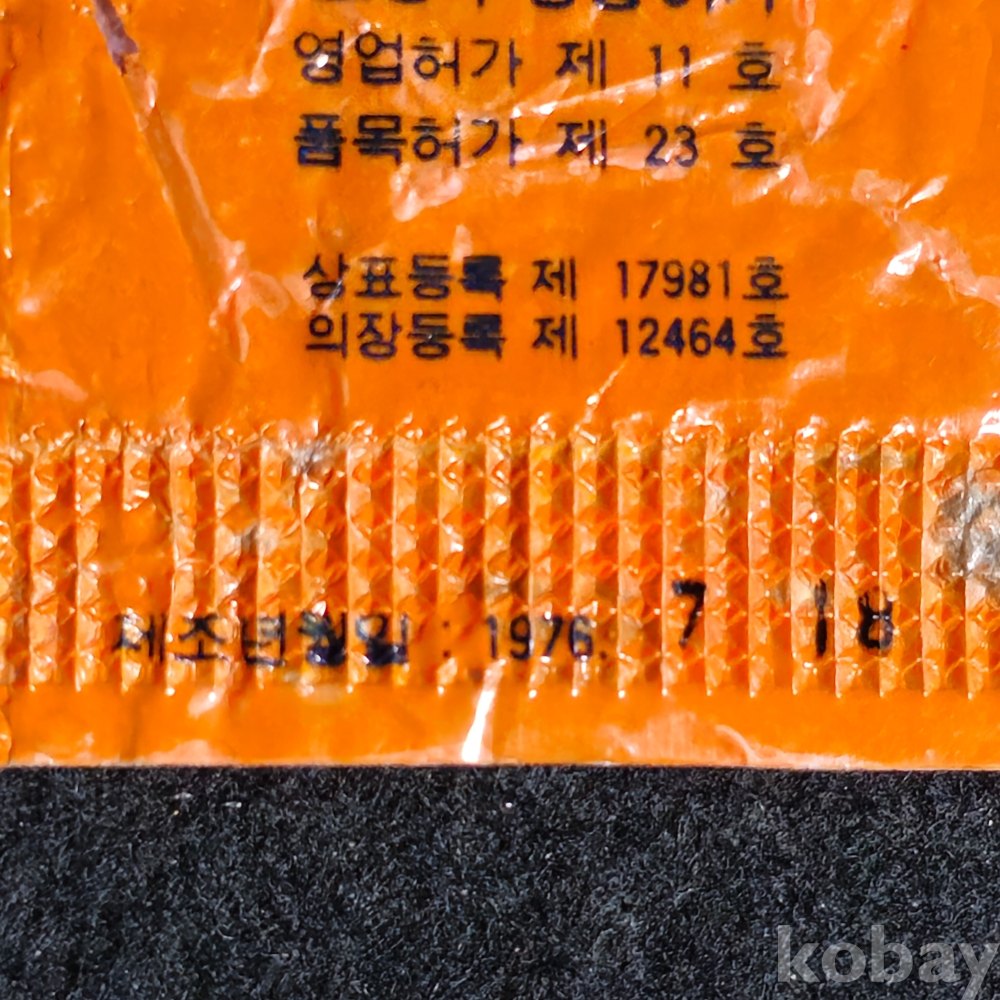 영업허가 제 11 호
품목허가 제 23 호
상표등록 제 17981호
의장등록 제 12464호
제조년월일 : 1976. 7 18
kobay